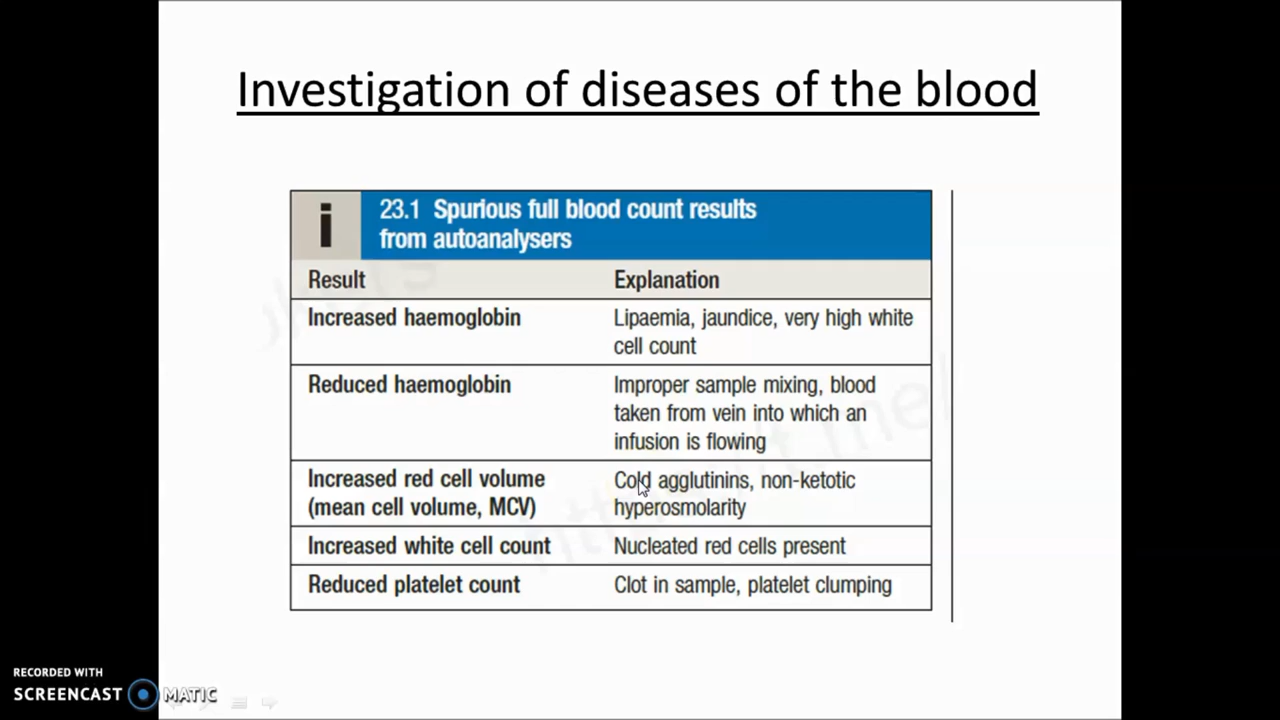 Investigation of diseases of the blood
i
23.1 Spurious full blood count results
from autoanalysers
Result Explanation
Increased haemoglobin Lipaemia, jaundice, very high white
cell count
Reduced haemoglobin Improper sample mixing, blood
taken from vein into which an
infusion is flowing
Increased red cell volume Cold agglutinins, non-ketotic
(mean cell volume, MCV) hyperosmolarity
Increased white cell count Nucleated red cells present
Reduced platelet count Clot in sample, platelet clumping
RECORDED WITH
SCREENCAST MATIC